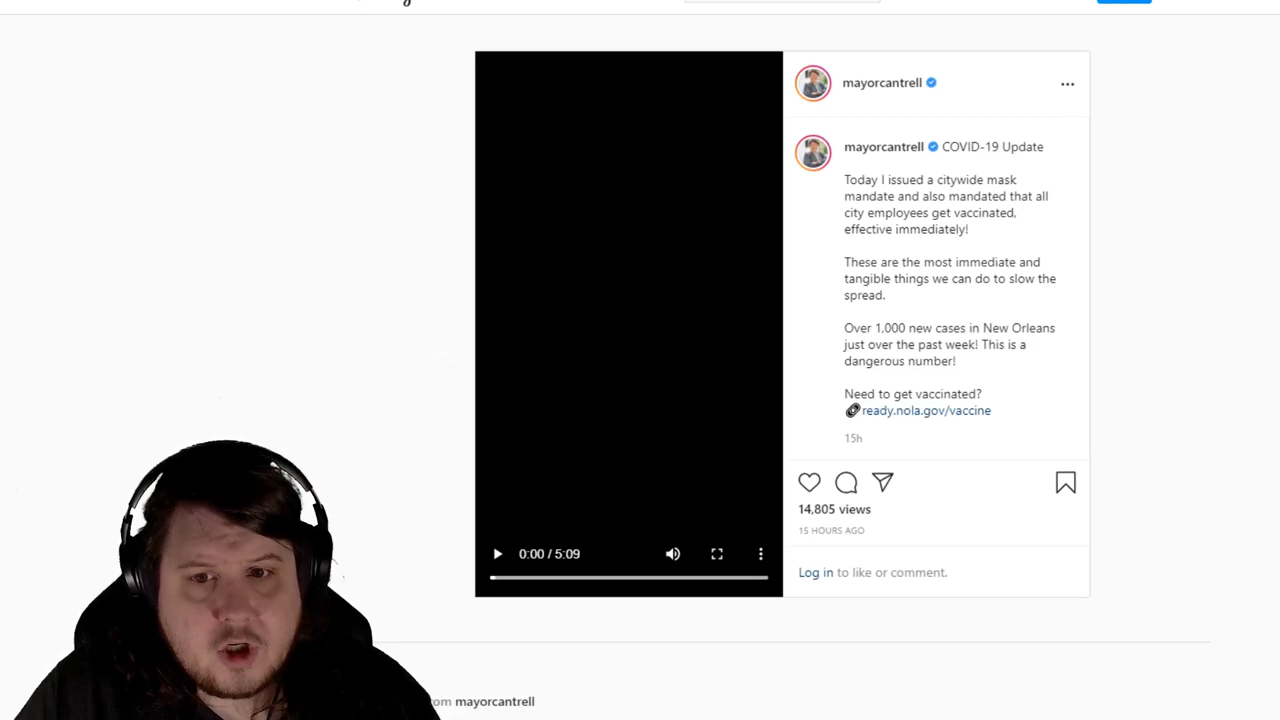 mayorcantrell
mayorcantrell COVID-19 Update
Today I issued a citywide mask
mandate and also mandated that all
city employees get vaccinated,
effective immediately!
These are the most immediate and
tangible things we can do to slow the
spread.
Over 1,000 new cases in New Orleans
just over the past week! This is a
dangerous number!
Need to get vaccinated?
ready.nola.gov/vaccine
15h
14,805 views
15 HOURS AGO
0:00 / 5:09
Log in to like or comment.
mayorcantrell